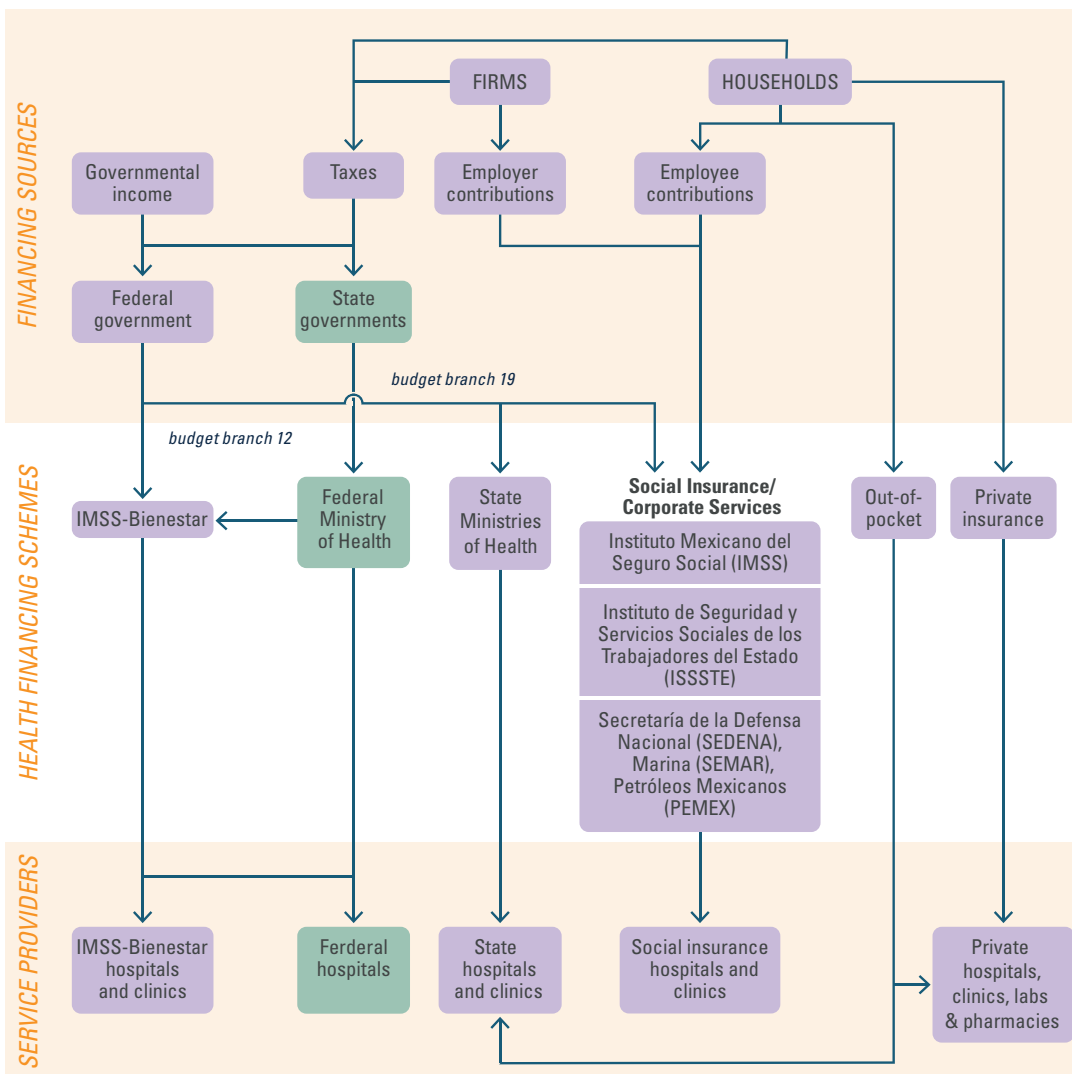 FINANCING SOURCES
FIRMS
HOUSEHOLDS
Governmental
income
Taxes
Employer
contributions
Employee
contributions
Federal
government
State
governments
budget branch 19
budget branch 12
HEALTH FINANCING SCHEMES
IMSS-Bienestar
Federal
Ministry
of Health
State
Ministries
of Health
Social Insurance/
Corporate Services
Instituto Mexicano del
Seguro Social (IMSS)
Instituto de Seguridad y
Servicios Sociales de los
Trabajadores del Estado
(ISSSTE)
Secretaría de la Defensa
Nacional (SEDENA),
Marina (SEMAR),
Petróleos Mexicanos
(PEMEX)
Out-of-
pocket
Private
insurance
SERVICE PROVIDERS
IMSS-Bienestar
hospitals
and clinics
Ferderal
hospitals
State
hospitals
and clinics
Social insurance
hospitals and
clinics
Private
hospitals,
clinics, labs
& pharmacies